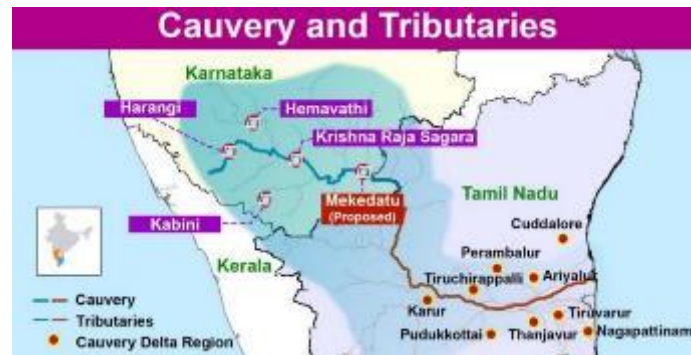 Cauvery and Tributaries
Karnataka
Harangi
Hemavathi
Krishna Raja Sagara
Mekedatu
(Proposed)
Tamil Nadu
Kabini
Cuddalore
Kerala
Perambalur
Tiruchirappalli
Ariyalur
Cauvery
Karur
Tiruvarur
Tributaries
Pudukkottai
Thanjavur
Nagapattinam
Cauvery Delta Region